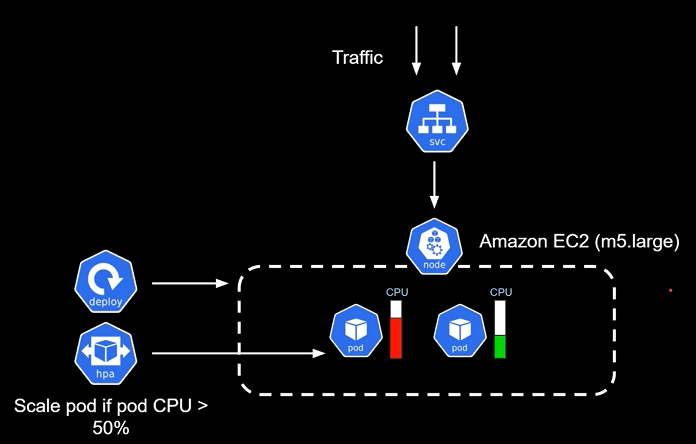 Traffic
svc
Amazon EC2 (m5.large)
node
deploy
CPU
CPU
pod
pod
hpa
Scale pod if pod CPU >
50%